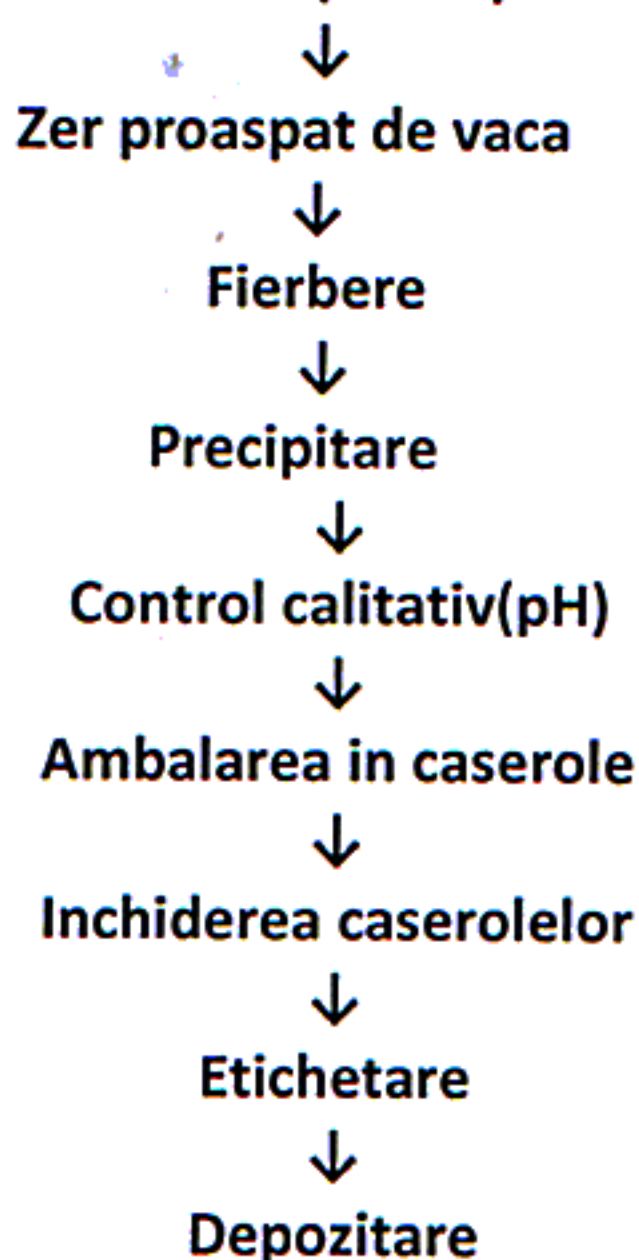 Zer proaspat de vaca
Fierbere
Precipitare
Control calitativ(pH)
Ambalarea in caserole
Inchiderea caserolelor
Etichetare
Depozitare